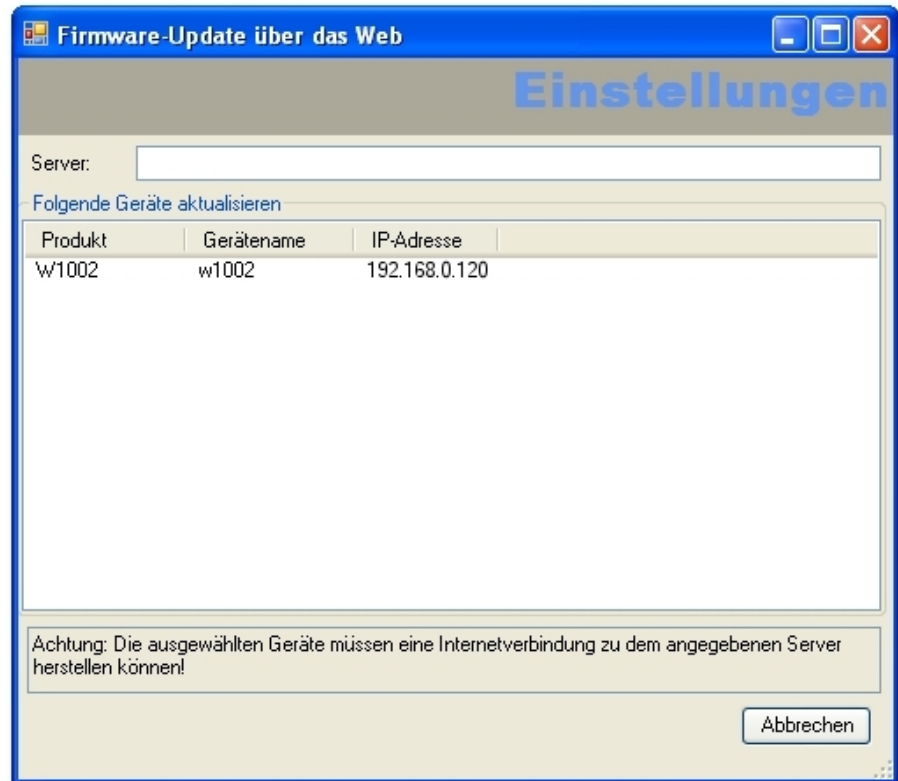 Firmware-Update über das Web
Einstellungen
Server:
Folgende Geräte aktualisieren
Produkt Gerätename IP-Adresse
W1002 w1002 192.168.0.120
Achtung: Die ausgewählten Geräte müssen eine Internetverbindung zu dem angegebenen Server
herstellen können!
Abbrechen